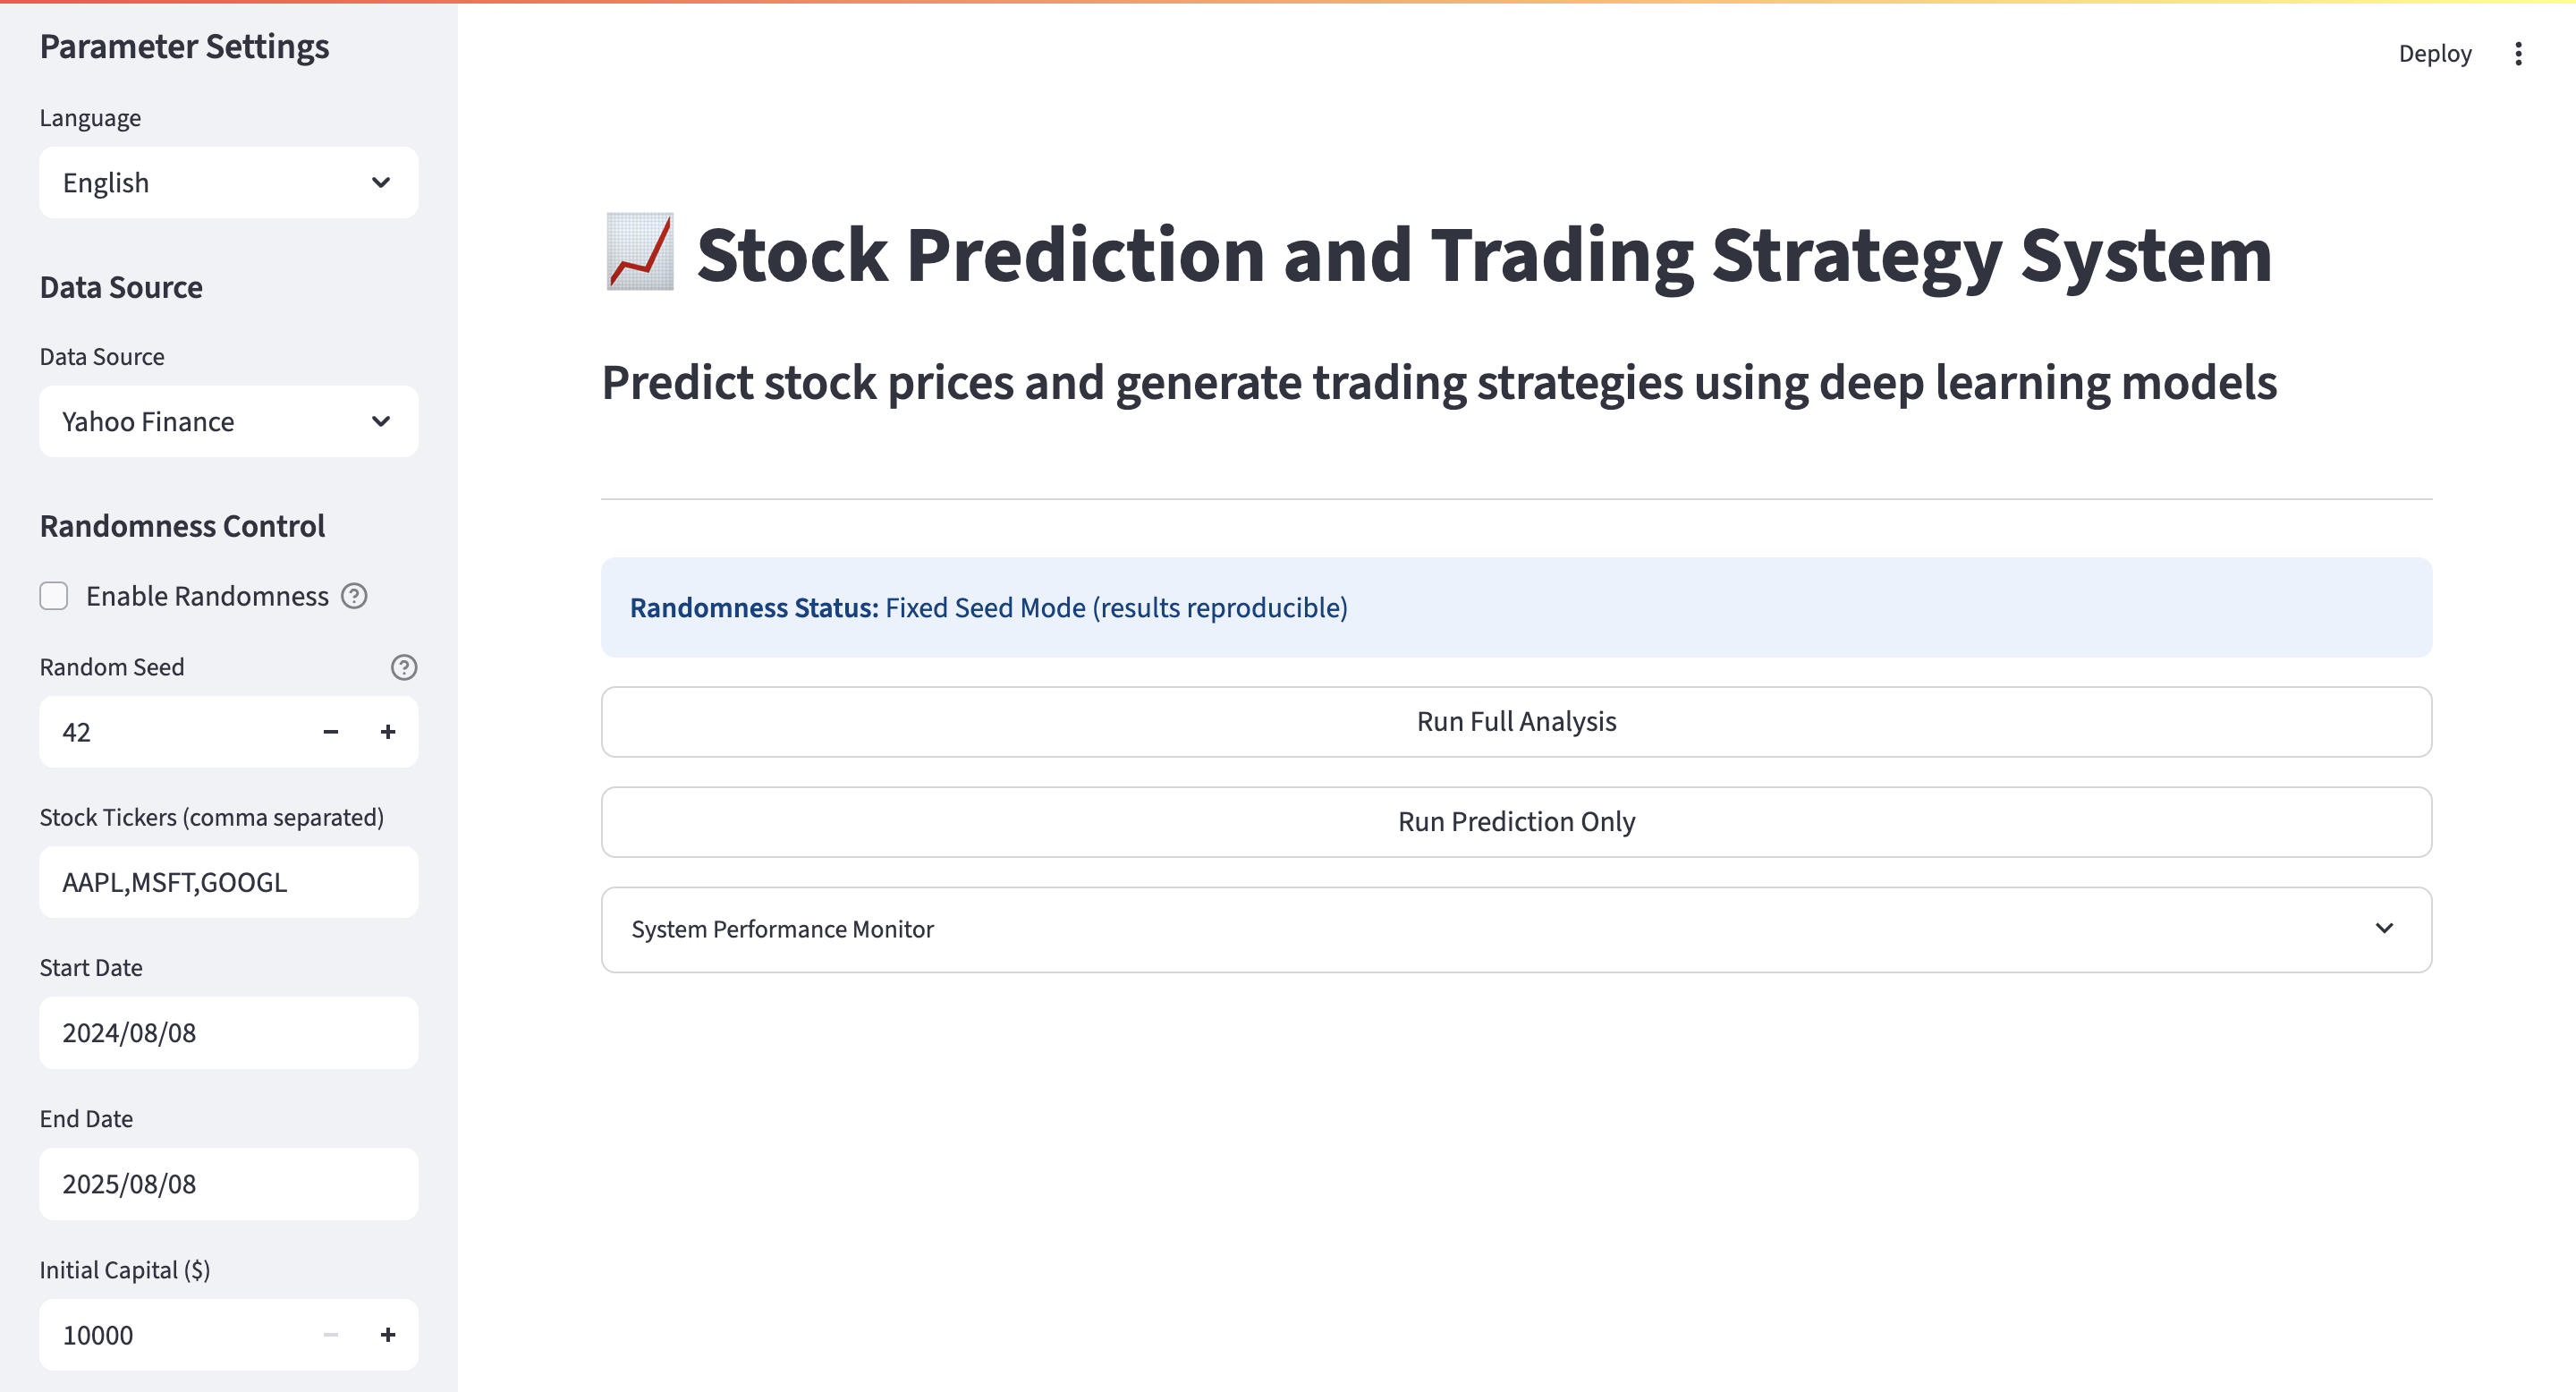 Parameter Settings
Language
English
Data Source
Data Source
Yahoo Finance
Randomness Control
Enable Randomness
Random Seed
42
Stock Tickers (comma separated)
AAPL,MSFT,GOOGL
Start Date
2024/08/08
End Date
2025/08/08
Initial Capital ($)
10000
Deploy
Stock Prediction and Trading Strategy System
Predict stock prices and generate trading strategies using deep learning models
Randomness Status: Fixed Seed Mode (results reproducible)
Run Full Analysis
Run Prediction Only
System Performance Monitor